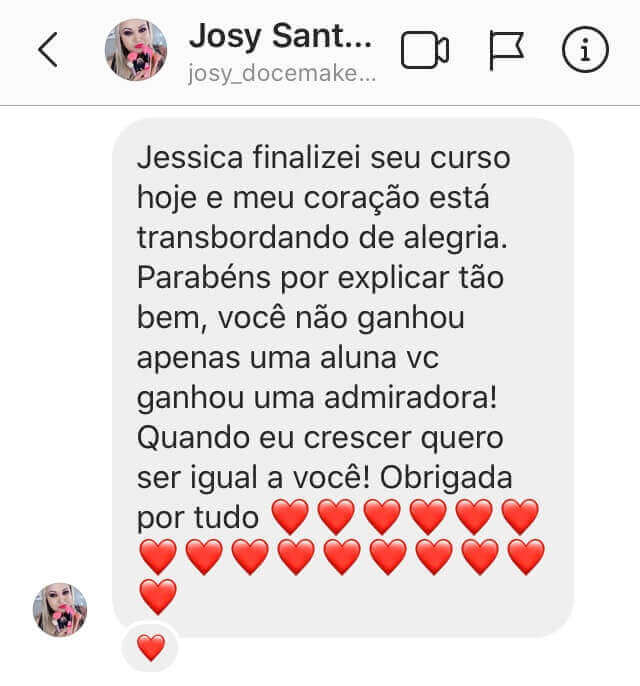 Josy Sant...
josy_docemake...
Jessica finalizei seu curso
hoje e meu coração está
transbordando de alegria.
Parabéns por explicar tão
bem, você não ganhou
apenas uma aluna vc
ganhou uma admiradora!
Quando eu crescer quero
ser igual a você! Obrigada
por tudo ❤️❤️❤️❤️❤️❤️
❤️❤️❤️❤️❤️❤️❤️❤️❤️
❤️
❤️